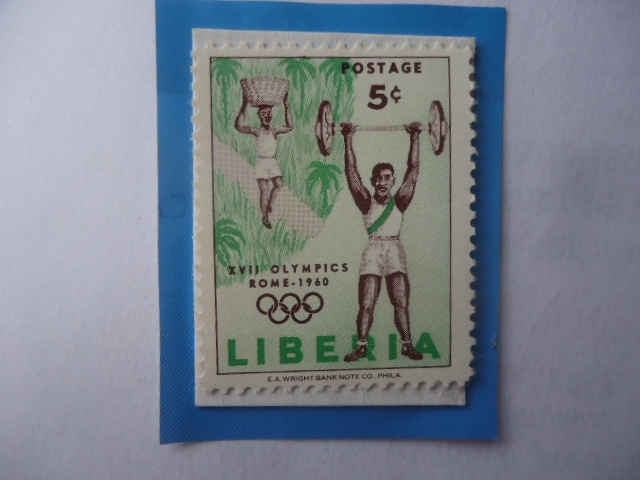 POSTAGE
5¢
XVII OLYMPICS
ROME-1960
LIBERIA
E.A. WRIGHT BANK NOTE CO. PHILA.